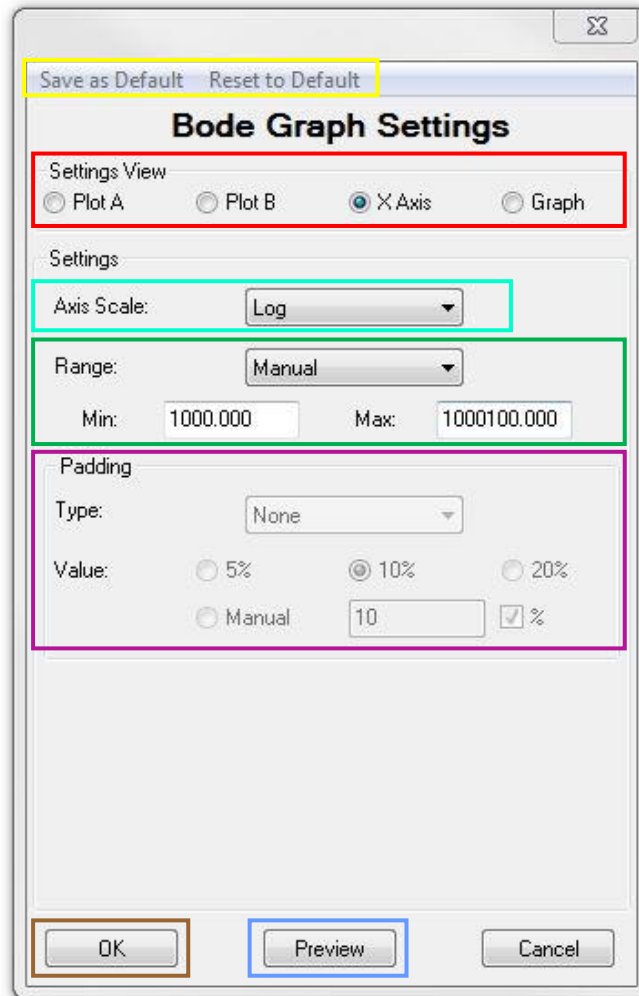 Save as Default Reset to Default
Bode Graph Settings
Settings View
Plot A Plot B X Axis Graph
Settings
Axis Scale: Log
Range: Manual
Min: 1000.000 Max: 1000100.000
Padding
Type: None
Value: 5% 10% 20%
Manual 10 %
OK Preview Cancel